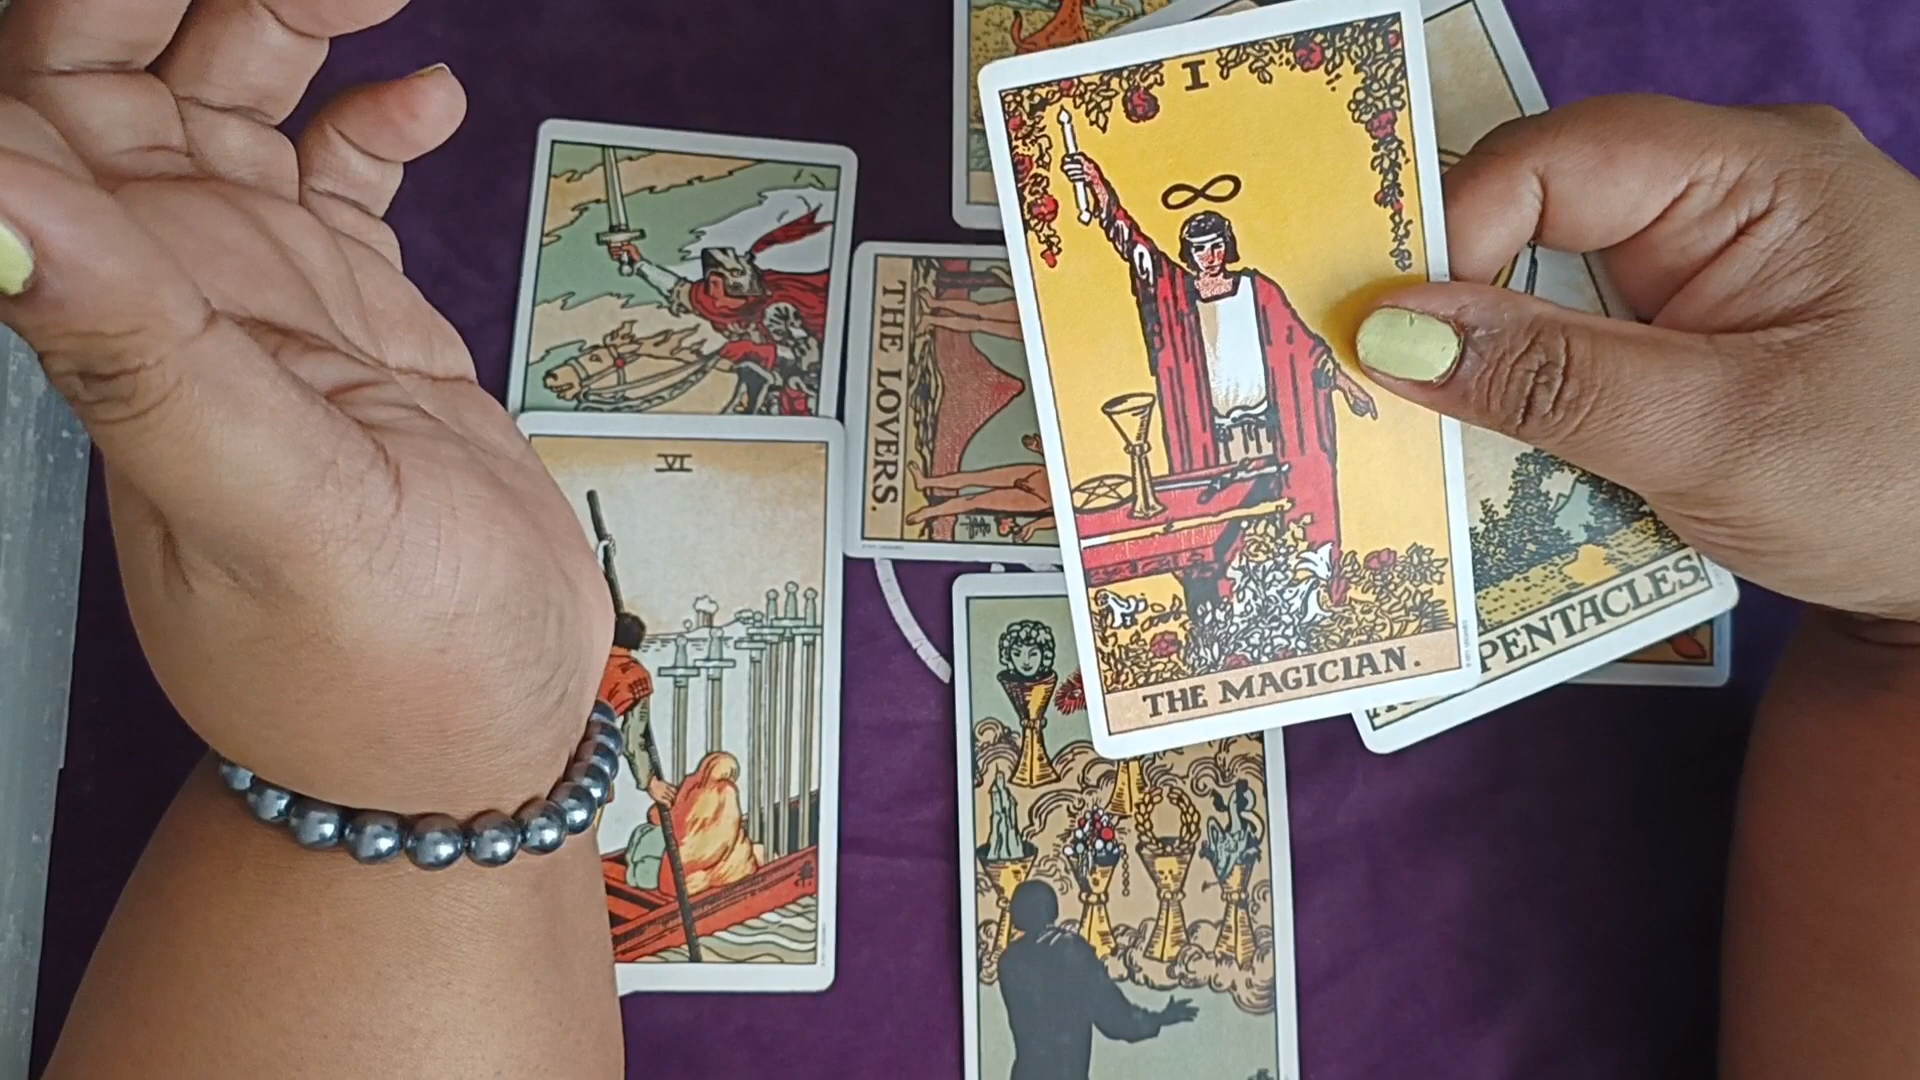 I
THE MAGICIAN.
THE LOVERS.
VI
PENTACLES.